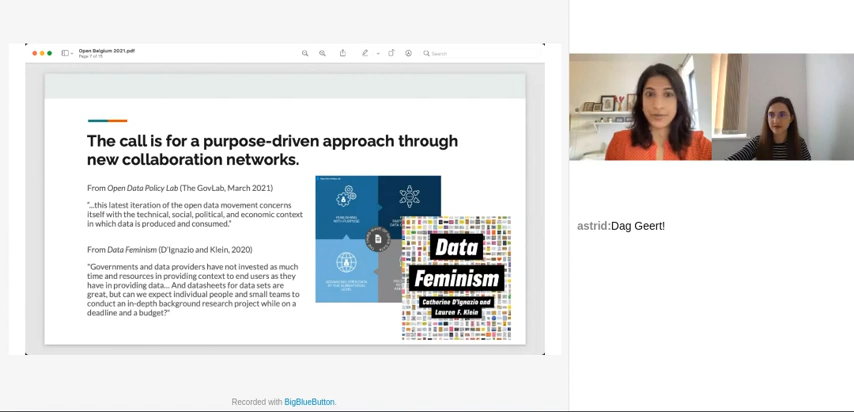 Open Belgium 2021.pdf
Page 7 of 15
Search
The call is for a purpose-driven approach through
new collaboration networks.
From Open Data Policy Lab (The GovLab, March 2021)
"...this latest iteration of the open data movement concerns
itself with the technical, social, political, and economic context
in which data is produced and consumed."
From Data Feminism (D'Ignazio and Klein, 2020)
"Governments and data providers have not invested as much
time and resources in providing context to end users as they
have in providing data... And datasheets for data sets are
great, but can we expect individual people and small teams to
conduct an in-depth background research project while on a
deadline and a budget?"
Data
Feminism
Catherine D'Ignazio and
Lauren F. Klein
astrid:Dag Geert!
Recorded with BigBlueButton.